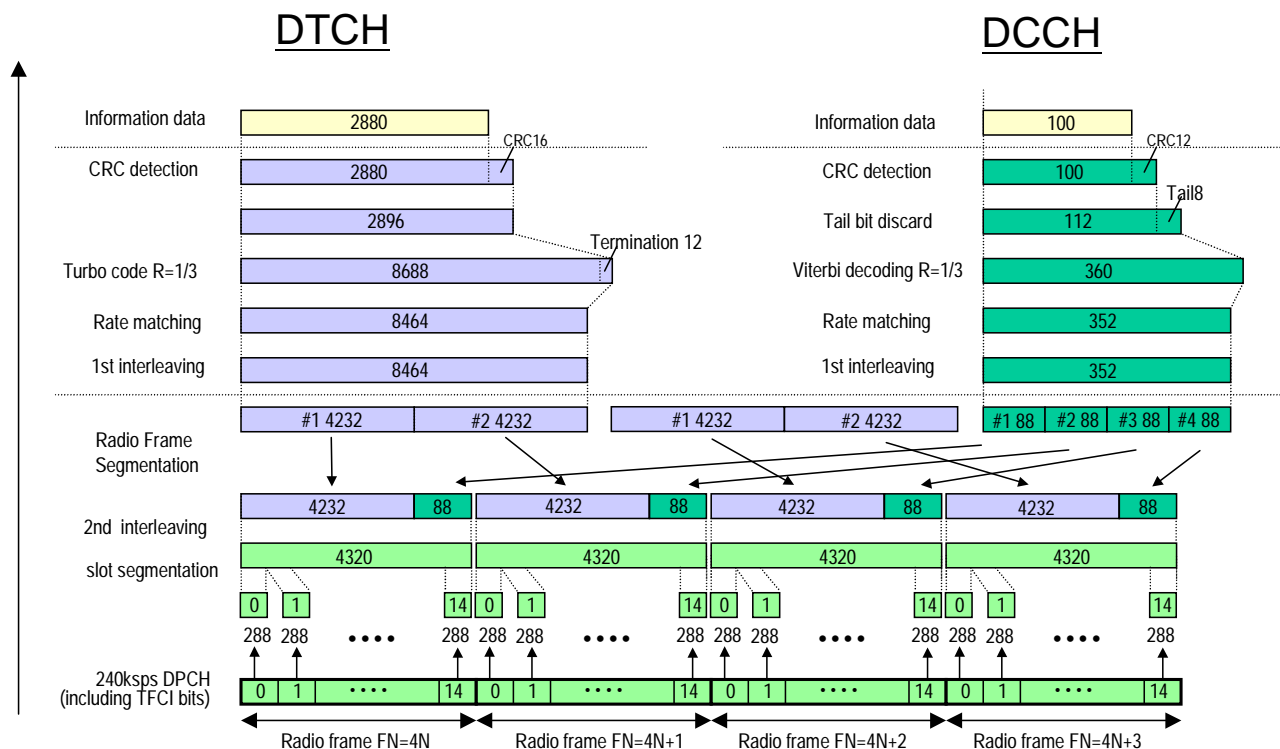 DTCH DCCH
Information data 2880 Information data 100
CRC16 CRC12
CRC detection 2880 CRC detection 100
Tail8
2896 Tail bit discard 112
Termination 12
Turbo code R=1/3 8688 Viterbi decoding R=1/3 360
Rate matching 8464 Rate matching 352
1st interleaving 8464 1st interleaving 352
#1 4232 #2 4232 #1 4232 #2 4232 #1 88 #2 88 #3 88 #4 88
Radio Frame
Segmentation
4232 88 4232 88 4232 88 4232 88
2nd interleaving
4320 4320 4320 4320
slot segmentation
0 1 14 0 1 14 0 1 14 0 1 14
288 288 •••• 288 288 288 •••• 288 288 288 •••• 288 288 288 •••• 288
240ksps DPCH
(including TFCI bits)
0 1 •••• 14 0 1 •••• 14 0 1 •••• 14 0 1 •••• 14
Radio frame FN=4N Radio frame FN=4N+1 Radio frame FN=4N+2 Radio frame FN=4N+3